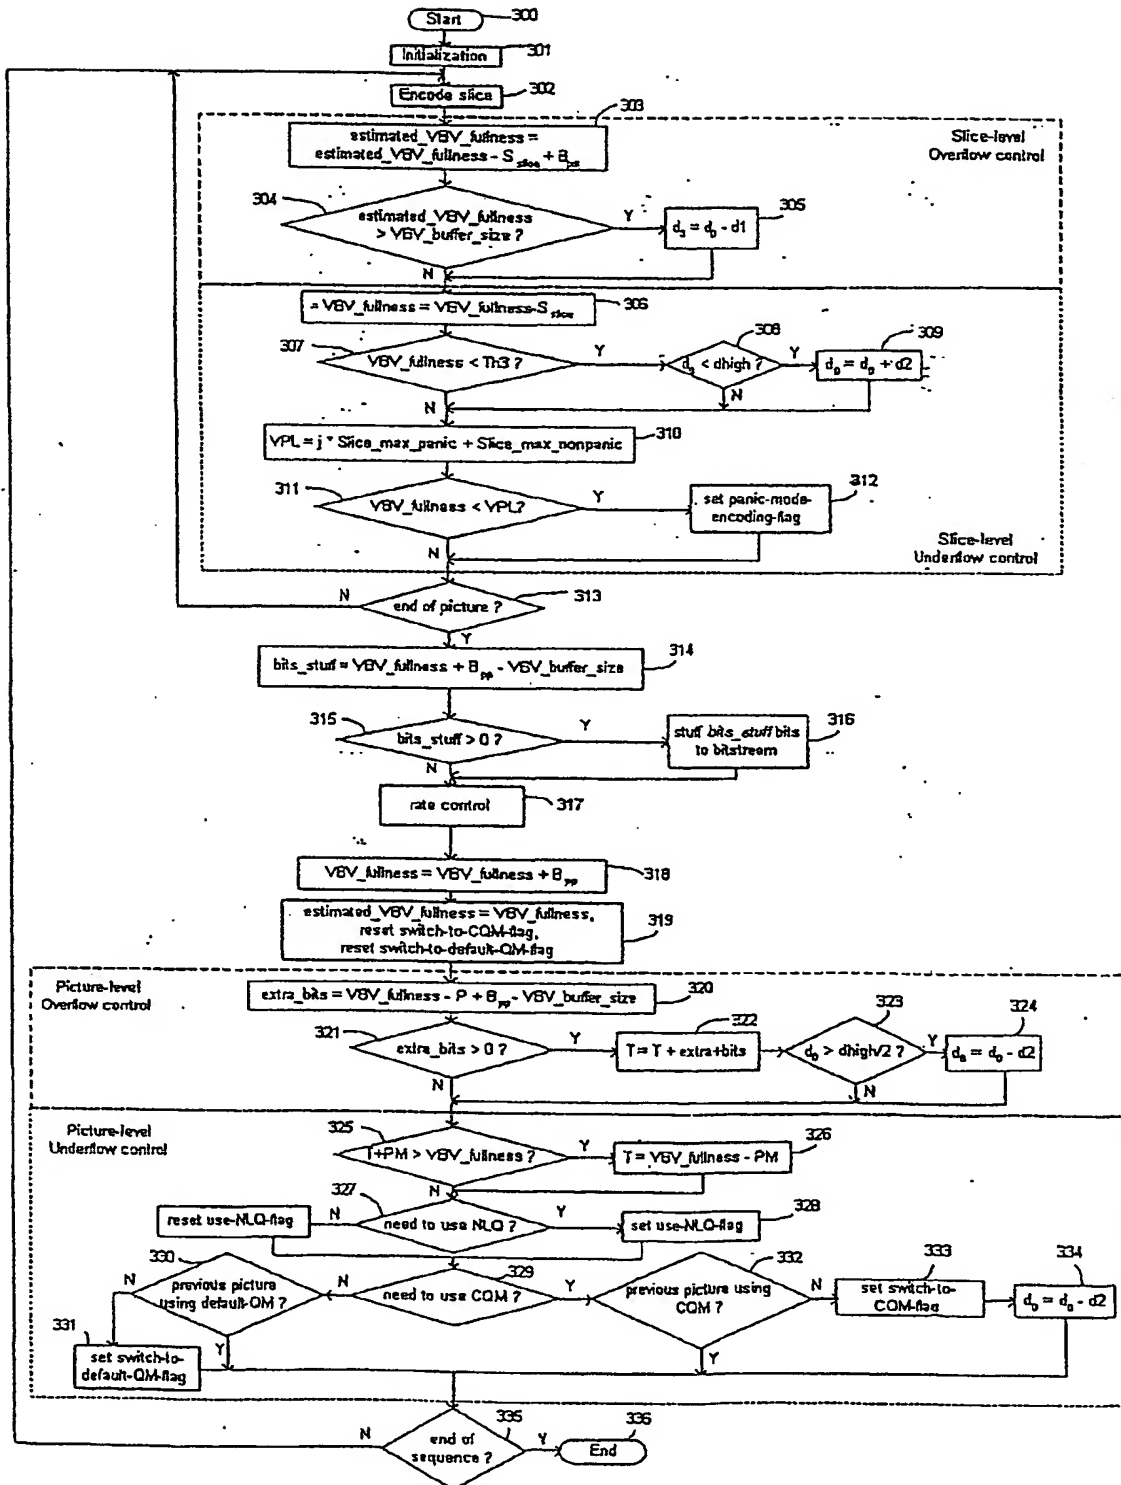 Start
300
Initialization
301
Encode slice
302
303
estimated_VBV_fullness =
estimated_VBV_fullness - S_slice + B_ps
Slice-level
Overflow control
304
estimated_VBV_fullness
> VBV_buffer_size ?
Y
d_a = d_0 - d1
305
N
= VBV_fullness = VBV_fullness-S_slice
306
307
VBV_fullness < Th3 ?
Y
308
d_a < dhigh ?
Y
N
309
d_0 = d_0 + d2
N
VPL = j * Slice_max_panic + Slice_max_nonpanic
310
311
VBV_fullness < VPL?
Y
312
set panic-mode-
encoding-flag
N
Slice-level
Underflow control
N
end of picture ?
313
Y
bits_stuff = VBV_fullness + B_pp - VBV_buffer_size
314
315
bits_stuff > 0 ?
Y
stuff bits_stuff bits
to bitstream
316
N
rate control
317
VBV_fullness = VBV_fullness + B_pp
318
estimated_VBV_fullness = VBV_fullness,
reset switch-to-CQM-flag,
reset switch-to-default-QM-flag
319
Picture-level
Overflow control
extra_bits = VBV_fullness - P + B_pp - VBV_buffer_size
320
321
extra_bits > 0 ?
Y
322
T = T + extra+bits
323
d_0 > dhigh/2 ?
Y
N
324
d_a = d_0 - d2
N
Picture-level
Underflow control
325
T+PM > VBV_fullness ?
Y
326
T = VBV_fullness - PM
N
327
reset use-NLQ-flag
N
need to use NLQ ?
Y
set use-NLQ-flag
328
330
N
previous picture
using default-QM ?
N
need to use CQM ?
329
Y
332
previous picture using
CQM ?
N
333
set switch-to-
CQM-flag
334
d_0 = d_a - d2
331
set switch-to-
default-QM-flag
Y
Y
N
end of
sequence ?
335
Y
End
336